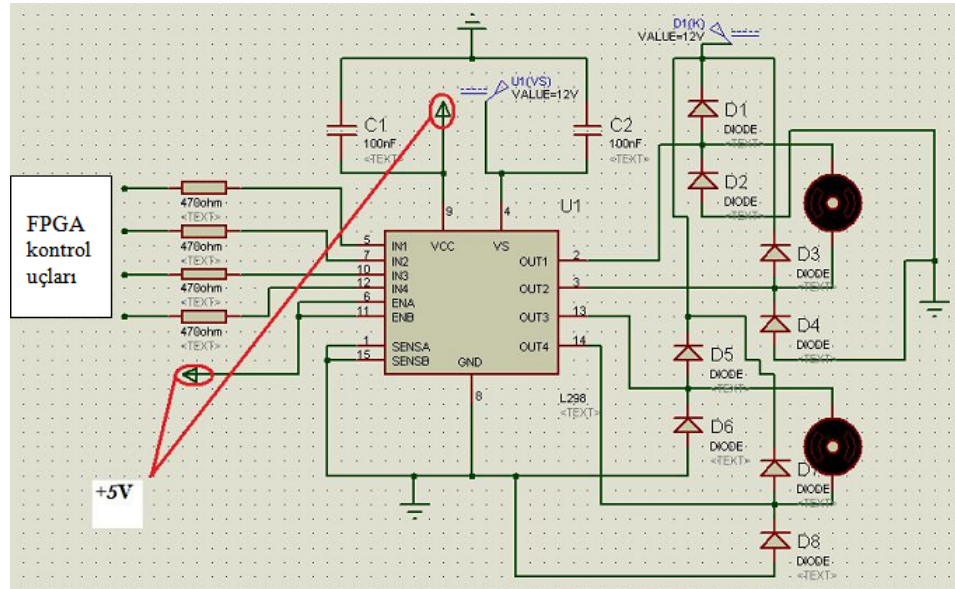 D1(K)
VALUE=12V
U1(VS)
VALUE=12V
C1
100nF
<TEXT>
C2
100nF
<TEXT>
D1
DIODE
<TEXT>
D2
DIODE
<TEXT>
FPGA
kontrol
uçları
470ohm
<TEXT>
470ohm
<TEXT>
470ohm
<TEXT>
470ohm
<TEXT>
9
4
U1
VCC
VS
5
IN1
7
IN2
10
IN3
12
IN4
6
ENA
11
ENB
1
SENSA
15
SENSB
GND
8
OUT1
2
OUT2
3
OUT3
13
OUT4
14
L298
<TEXT>
D3
DIODE
<TEXT>
D4
DIODE
<TEXT>
D5
DIODE
<TEXT>
D6
DIODE
<TEXT>
D7
DIODE
<TEXT>
D8
DIODE
<TEXT>
+5V